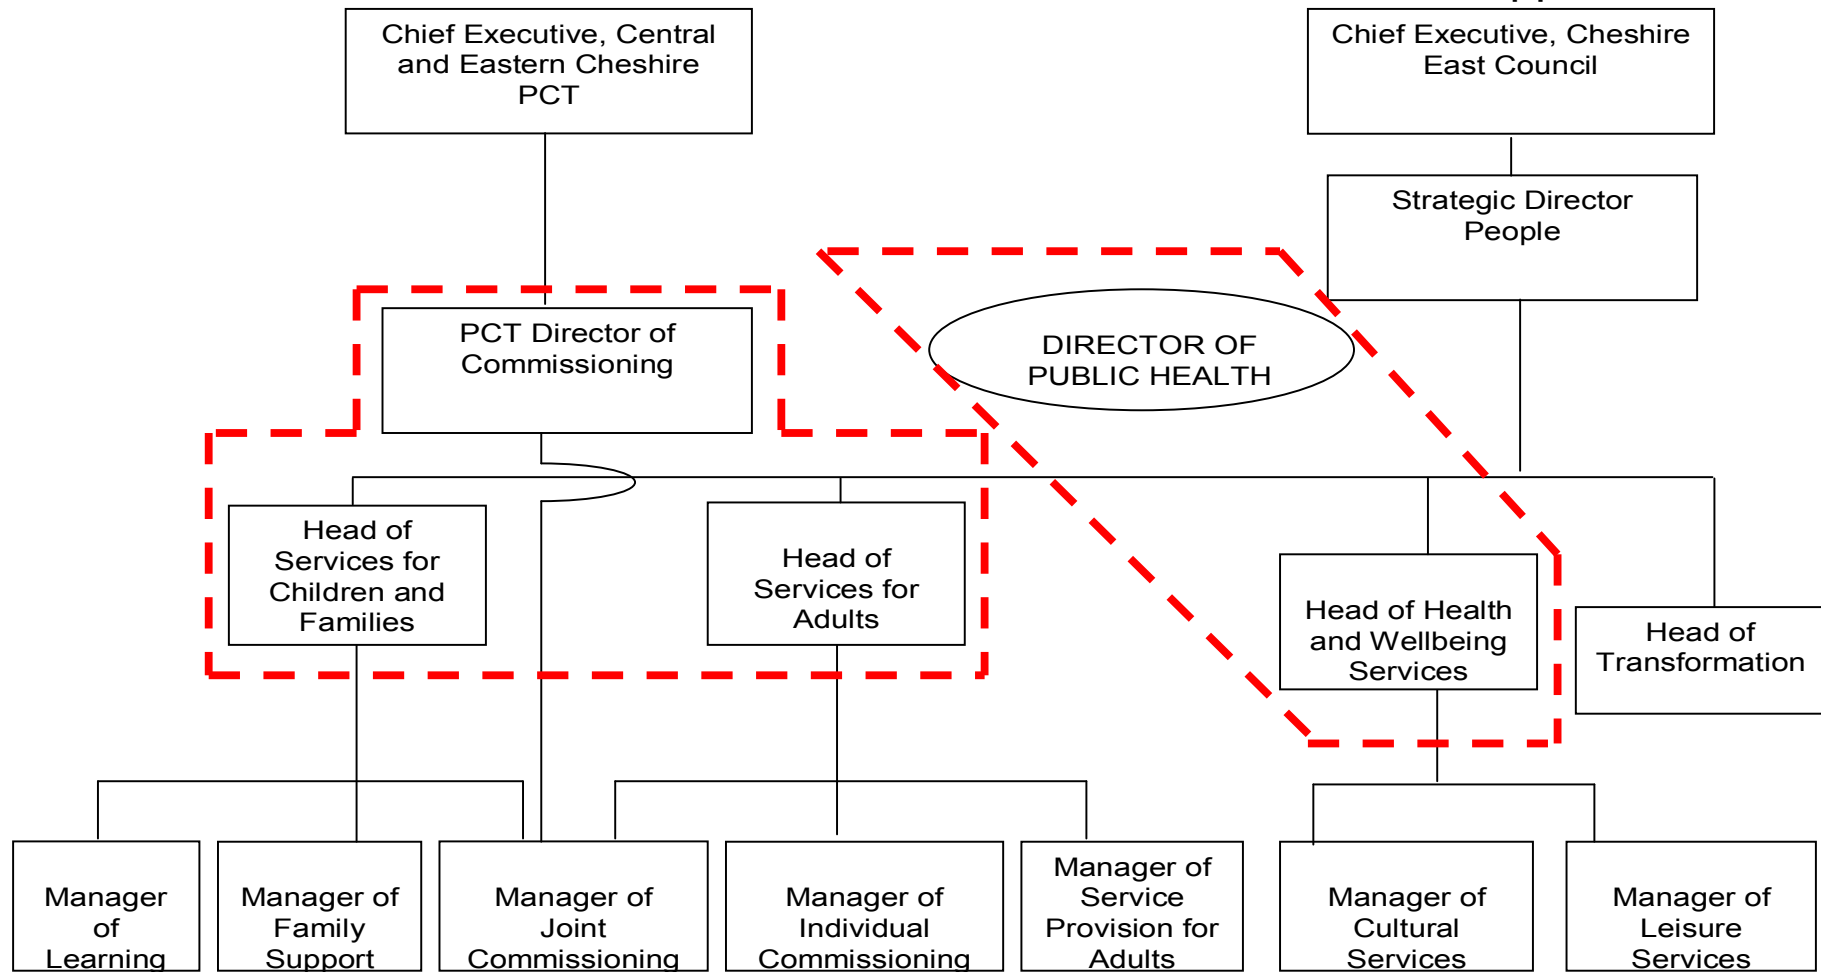 Chief Executive, Central
and Eastern Cheshire
PCT
Chief Executive, Cheshire
East Council
Strategic Director
People
PCT Director of
Commissioning
DIRECTOR OF
PUBLIC HEALTH
Head of
Services for
Children and
Families
Head of
Services for
Adults
Head of Health
and Wellbeing
Services
Head of
Transformation
Manager
of
Learning
Manager of
Family
Support
Manager of
Joint
Commissioning
Manager of
Individual
Commissioning
Manager of
Service
Provision for
Adults
Manager of
Cultural
Services
Manager of
Leisure
Services